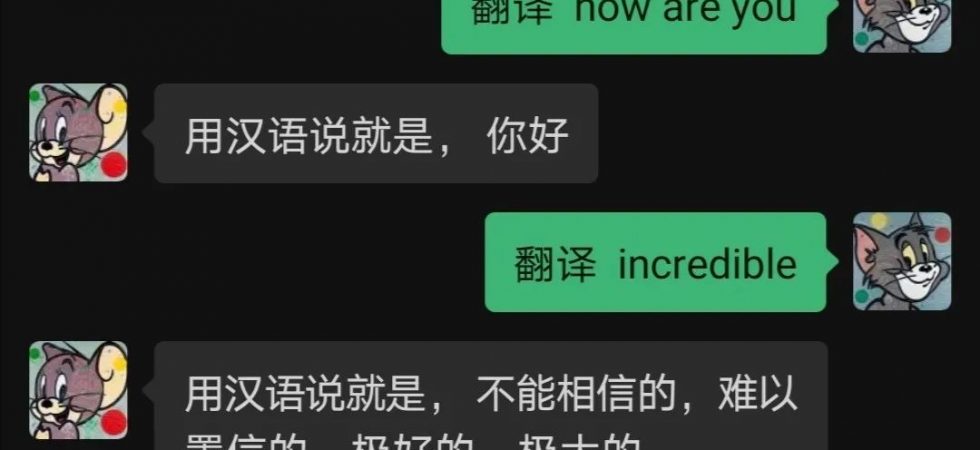 翻译 how are you
用汉语说就是， 你好
翻译 incredible
用汉语说就是， 不能相信的，难以
置信的，极好的，极大的